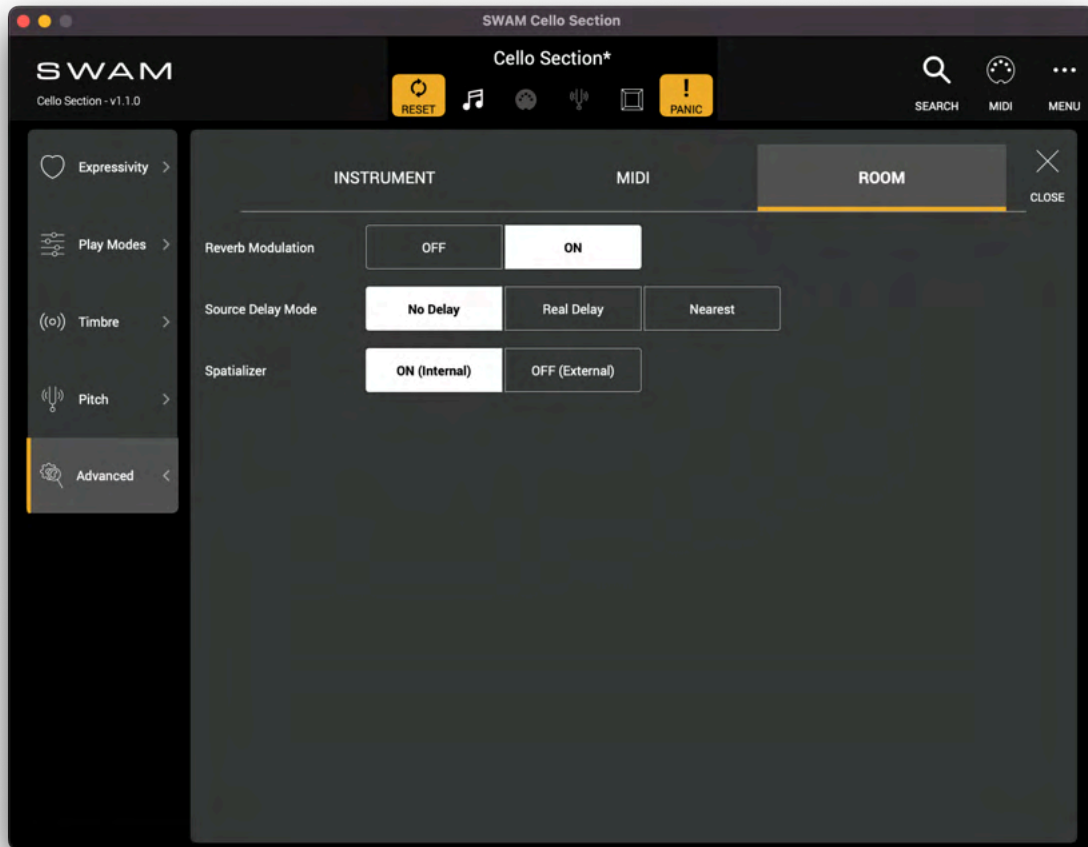 SWAM Cello Section
SWAM
Cello Section - v1.1.0
Cello Section*
RESET
PANIC
SEARCH
MIDI
MENU
Expressivity
Play Modes
Timbre
Pitch
Advanced
INSTRUMENT
MIDI
ROOM
CLOSE
Reverb Modulation
OFF
ON
Source Delay Mode
No Delay
Real Delay
Nearest
Spatializer
ON (Internal)
OFF (External)